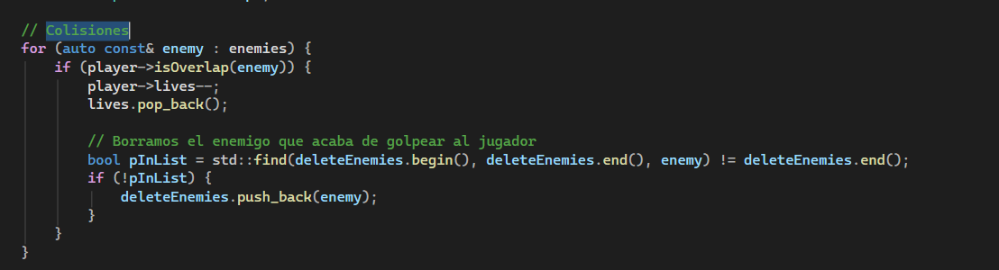 // Colisiones
for (auto const& enemy : enemies) {
    if (player->isOverlap(enemy)) {
        player->lives--;
        lives.pop_back();

        // Borramos el enemigo que acaba de golpear al jugador
        bool pInList = std::find(deleteEnemies.begin(), deleteEnemies.end(), enemy) != deleteEnemies.end();
        if (!pInList) {
            deleteEnemies.push_back(enemy);
        }
    }
}